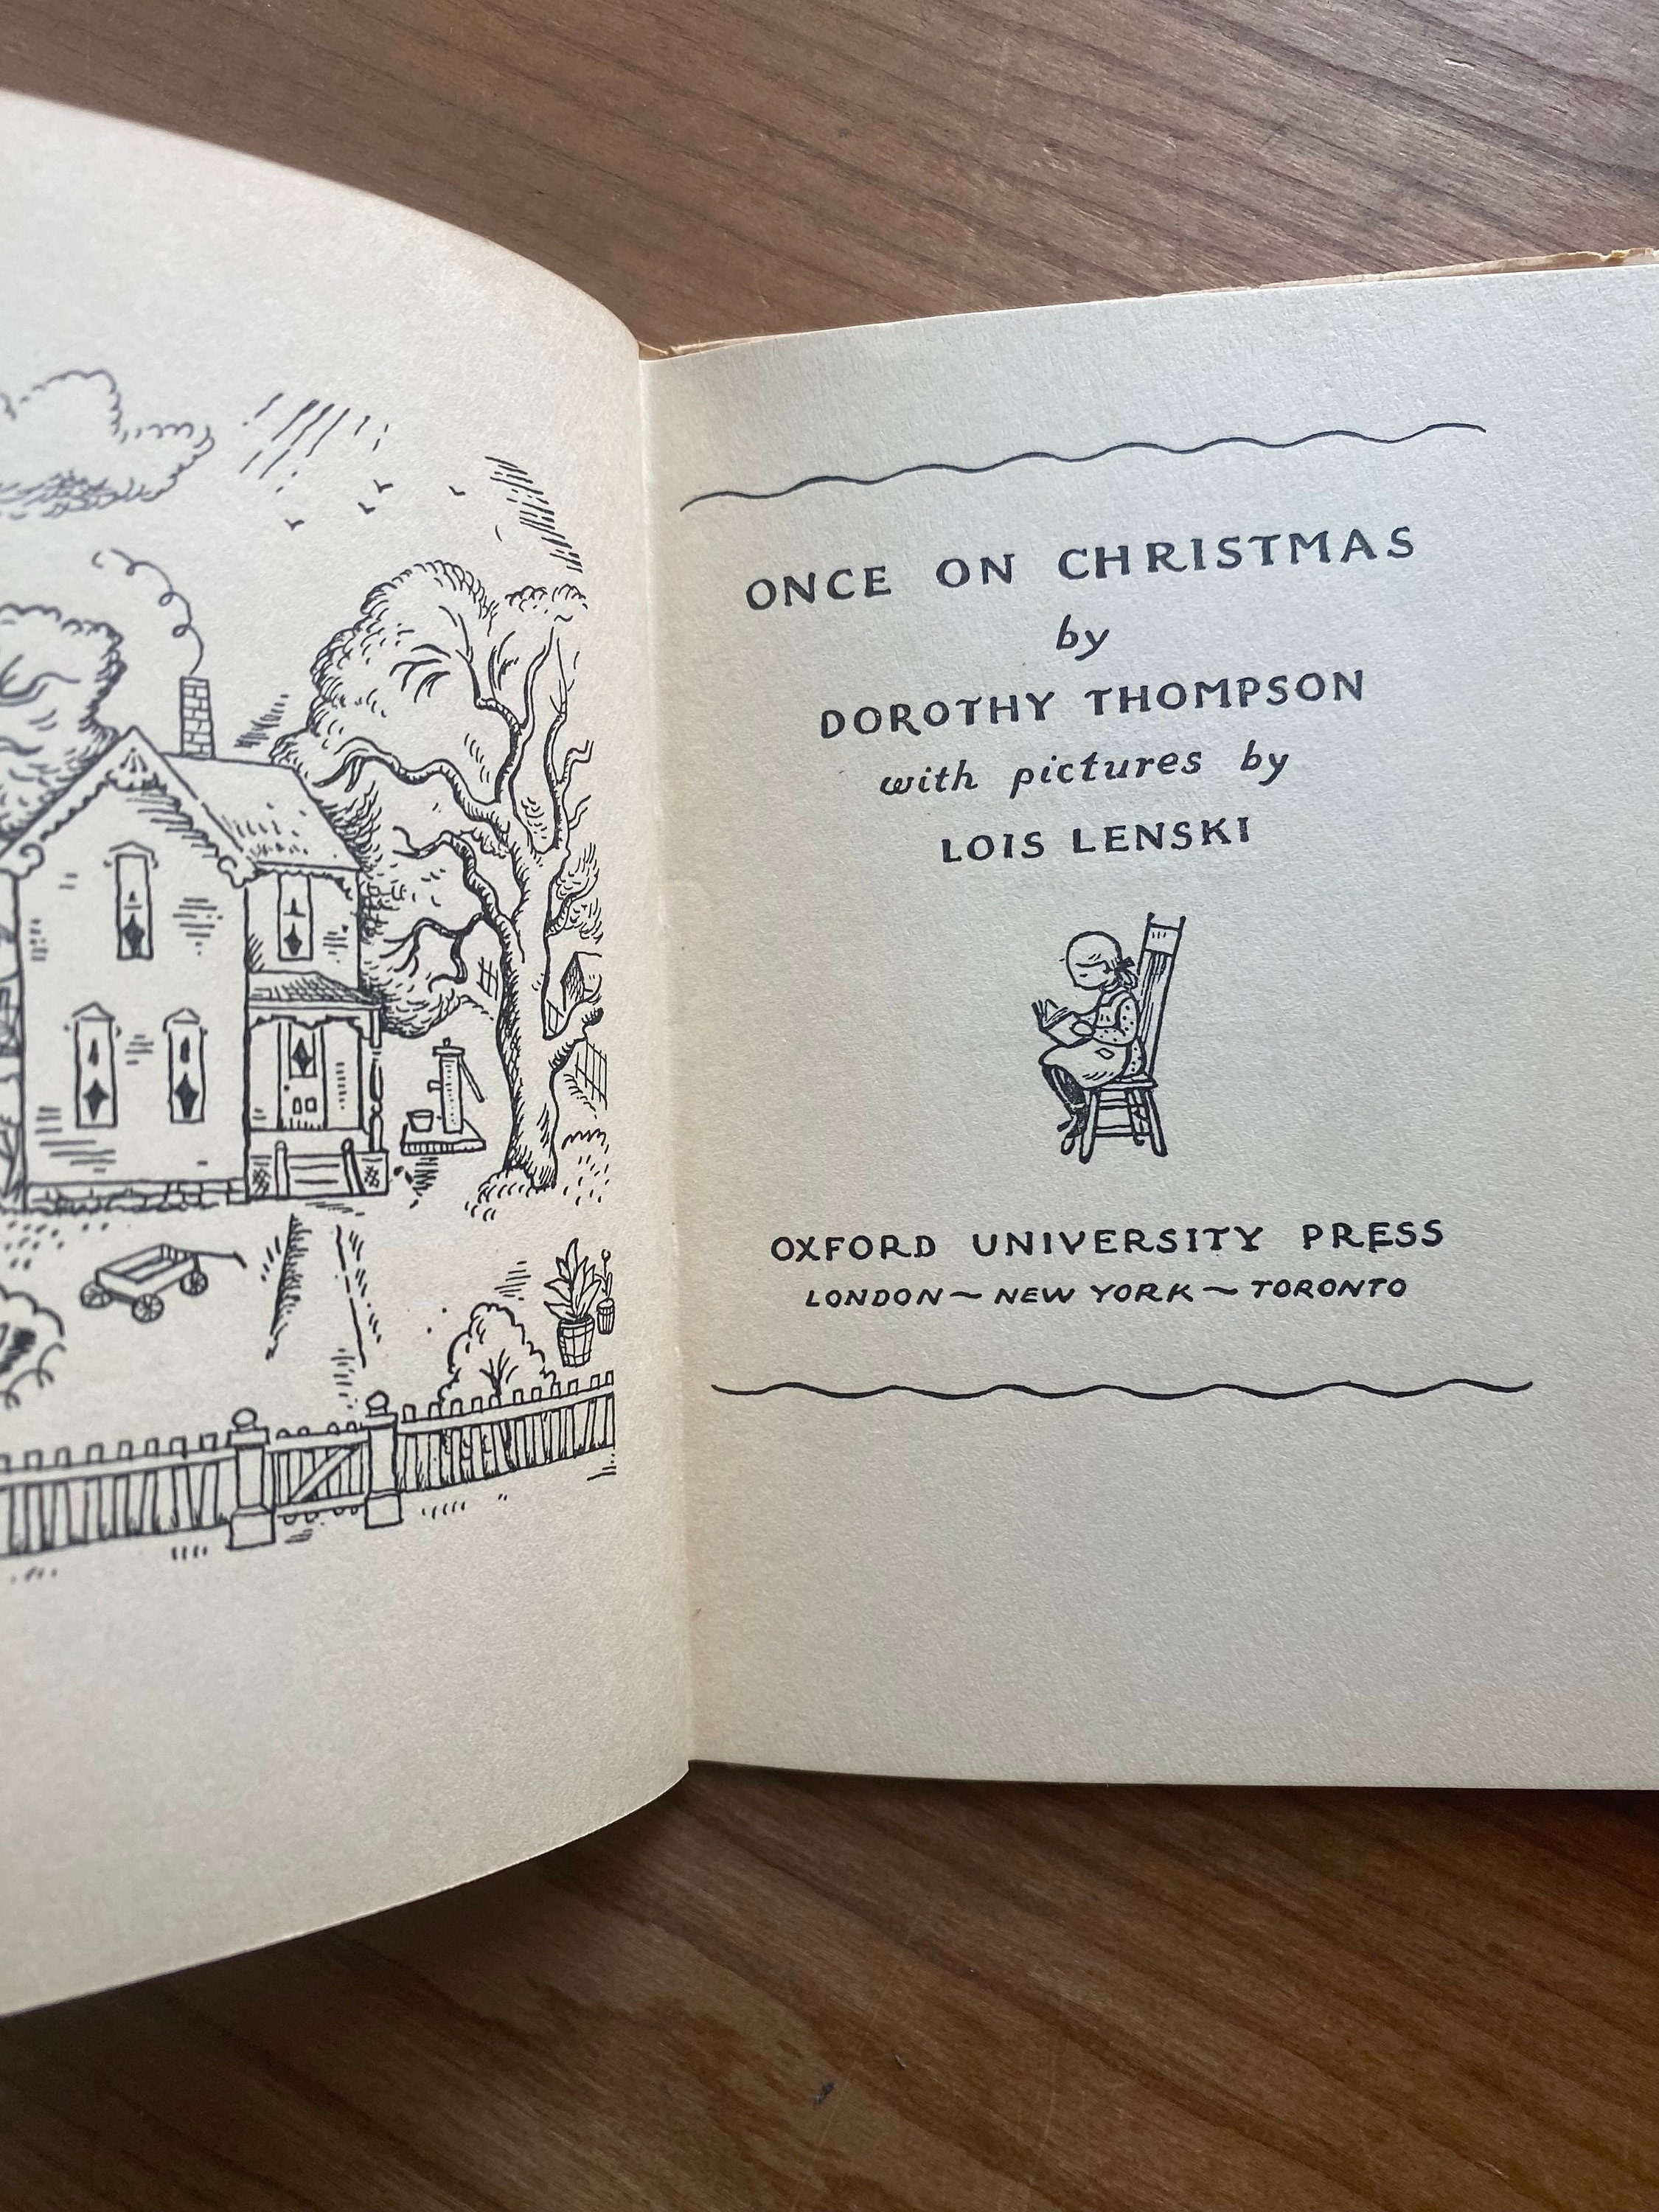 ONCE ON CHRISTMAS
by
DOROTHY THOMPSON
with pictures by
LOIS LENSKI
OXFORD UNIVERSITY PRESS
LONDON~NEW YORK~TORONTO